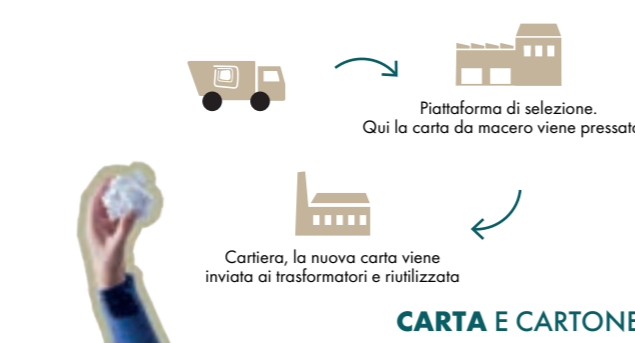 Piattaforma di selezione.
Qui la carta da macero viene pressata
Cartiera, la nuova carta viene
inviata ai trasformatori e riutilizzata
CARTA E CARTONE